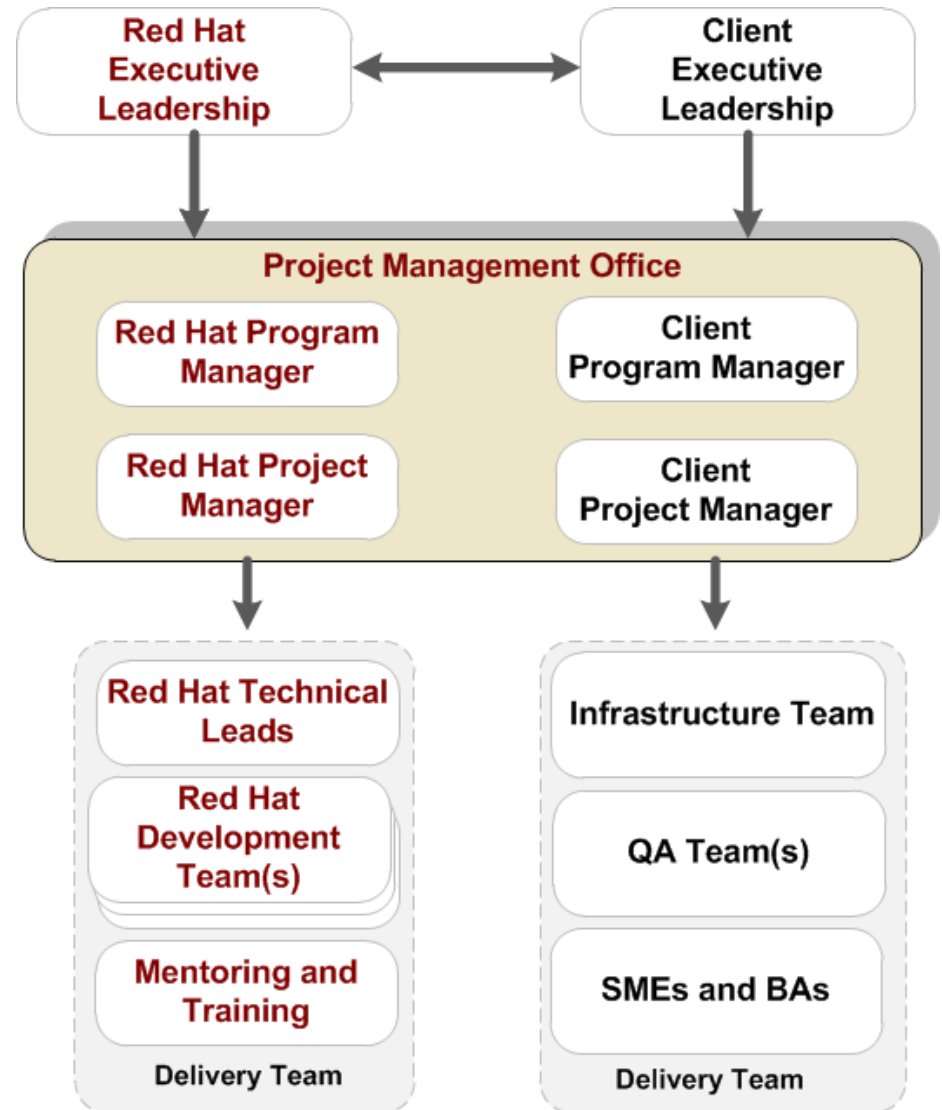 Red Hat
Executive
Leadership
Client
Executive
Leadership
Project Management Office
Red Hat Program
Manager
Client
Program Manager
Red Hat Project
Manager
Client
Project Manager
Red Hat Technical
Leads
Red Hat
Development
Team(s)
Mentoring and
Training
Delivery Team
Infrastructure Team
QA Team(s)
SMEs and BAs
Delivery Team